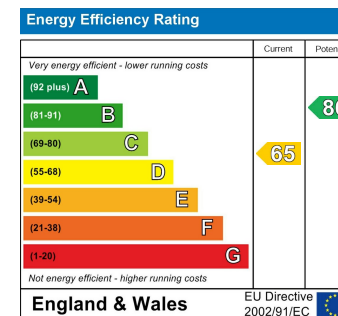 Energy Efficiency Rating
Current
Very energy efficient - lower running costs
(92 plus) A
(81-91) B
(69-80) C
65
(55-68) D
(39-54) E
(21-38) F
(1-20) G
Not energy efficient - higher running costs
England & Wales
EU Directive
2002/91/EC